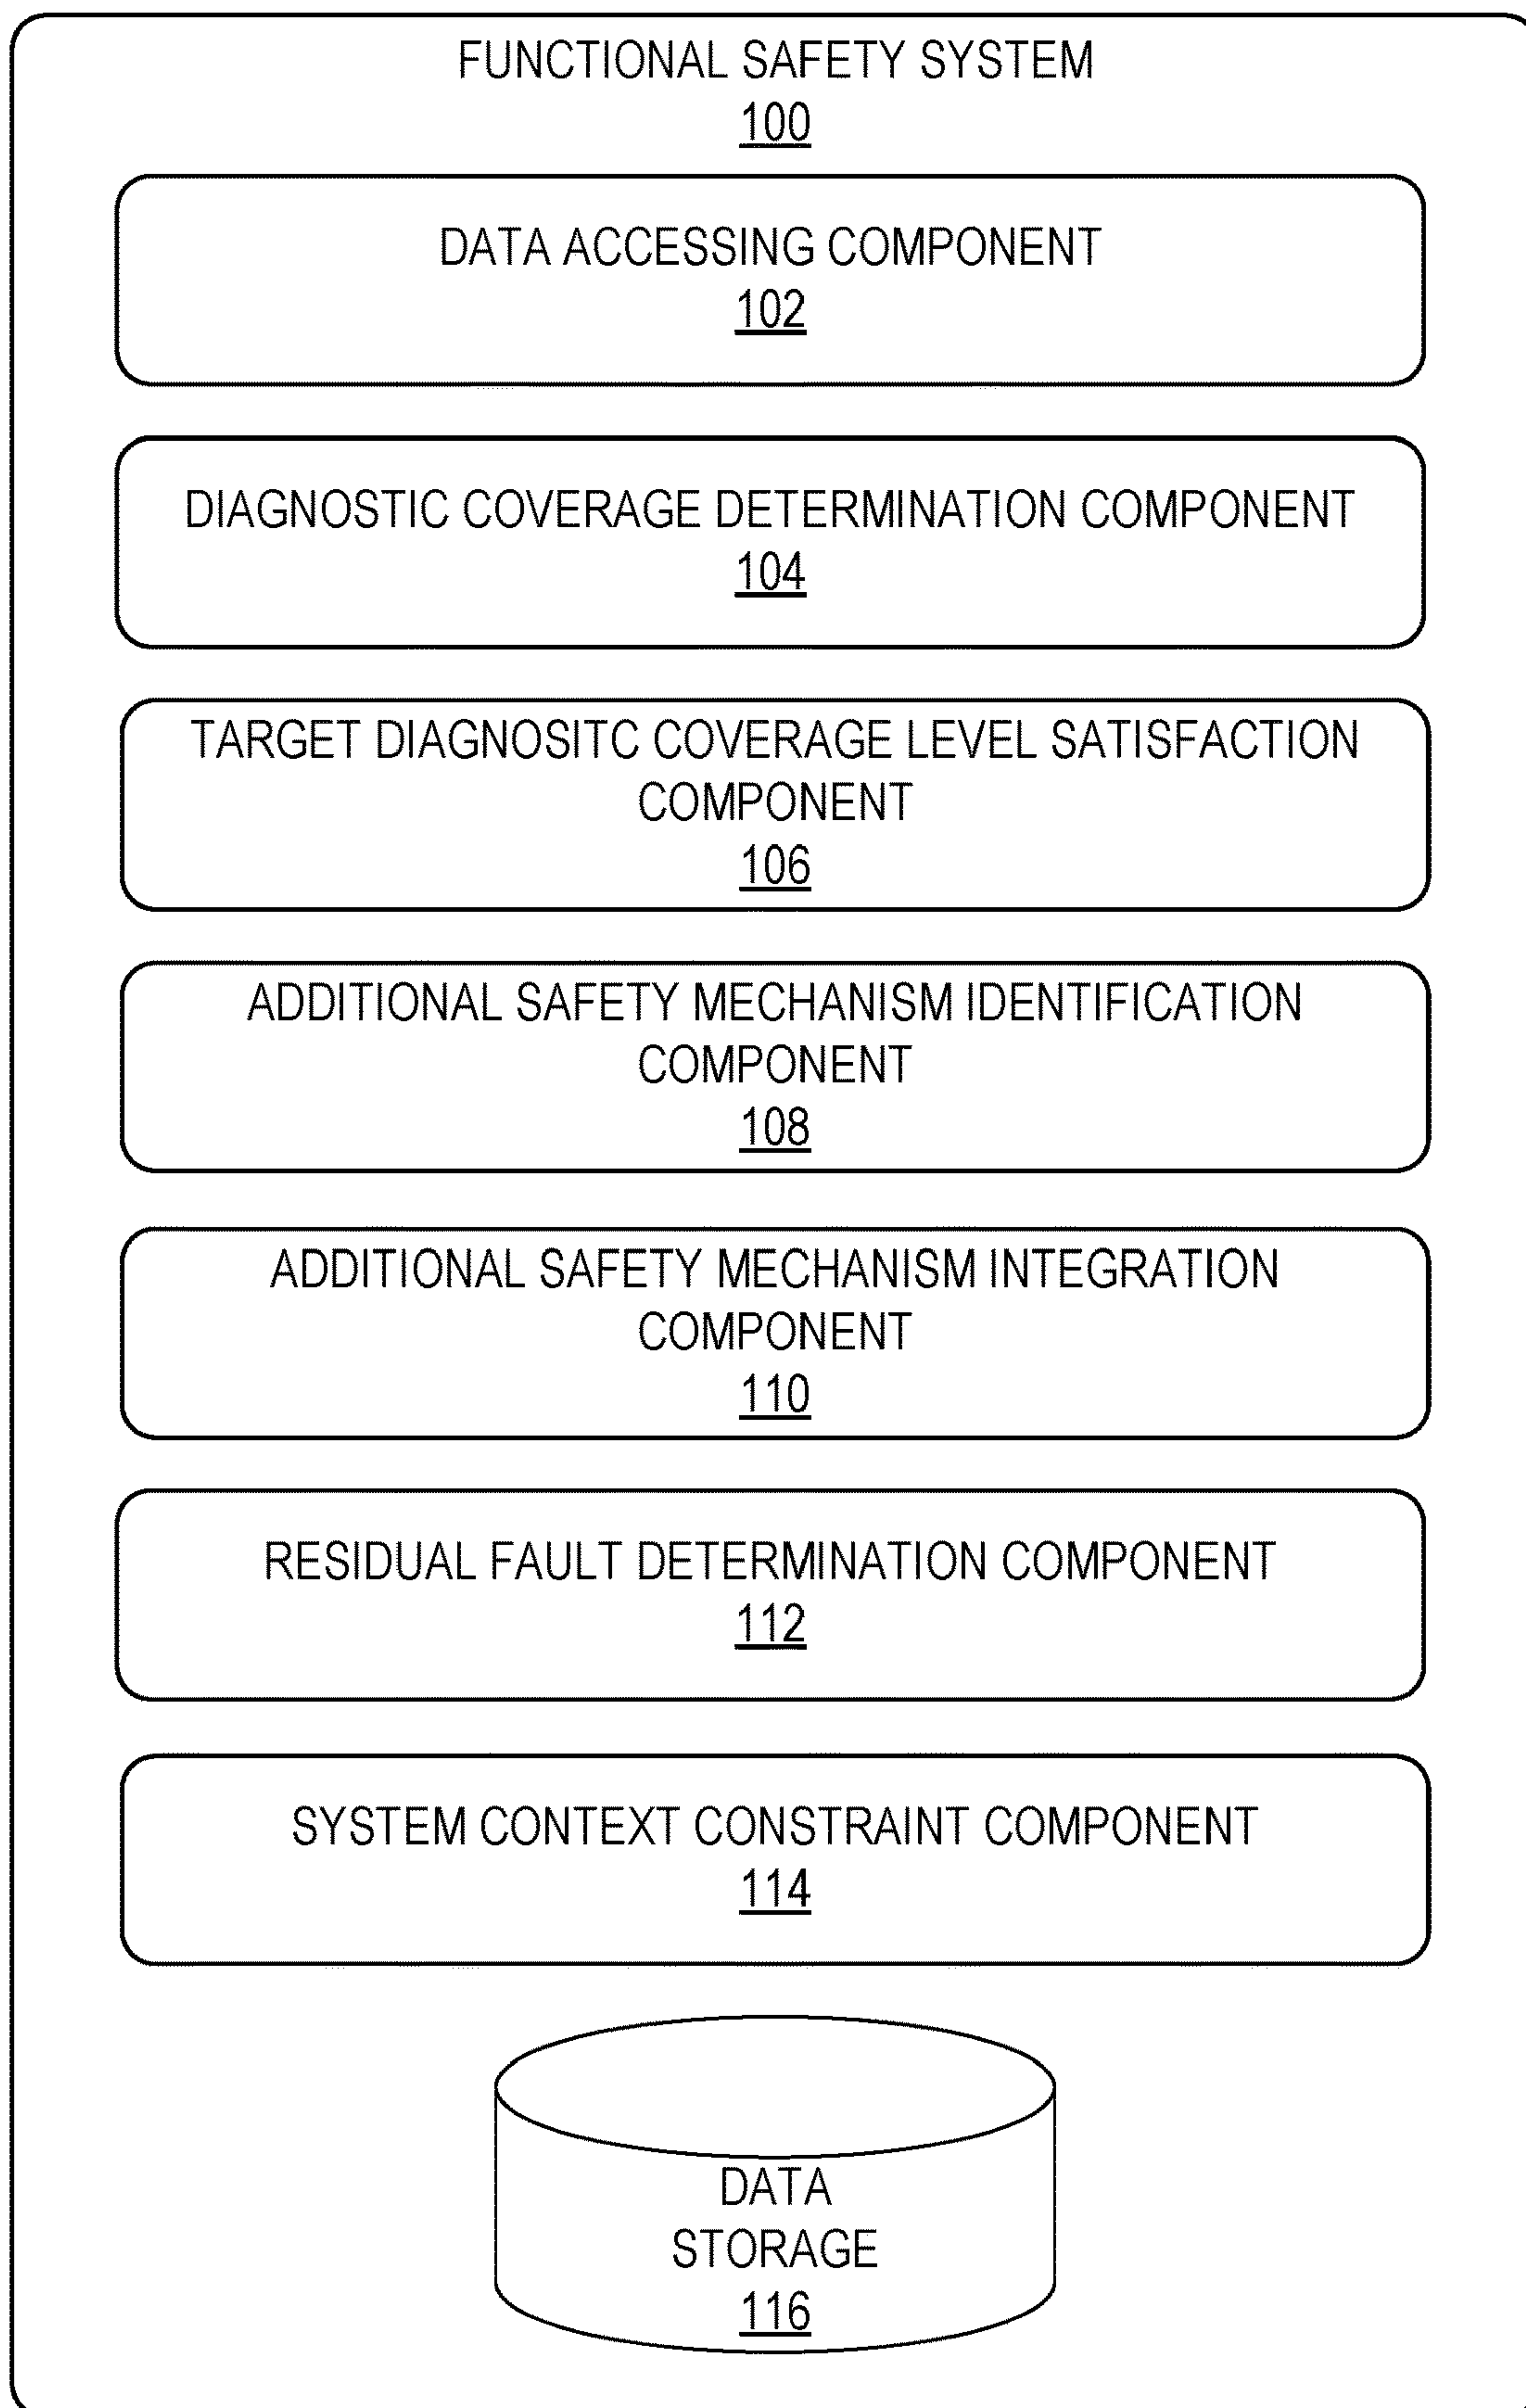 FUNCTIONAL SAFETY SYSTEM
100
DATA ACCESSING COMPONENT
102
DIAGNOSTIC COVERAGE DETERMINATION COMPONENT
104
TARGET DIAGNOSITC COVERAGE LEVEL SATISFACTION
COMPONENT
106
ADDITIONAL SAFETY MECHANISM IDENTIFICATION
COMPONENT
108
ADDITIONAL SAFETY MECHANISM INTEGRATION
COMPONENT
110
RESIDUAL FAULT DETERMINATION COMPONENT
112
SYSTEM CONTEXT CONSTRAINT COMPONENT
114
DATA
STORAGE
116